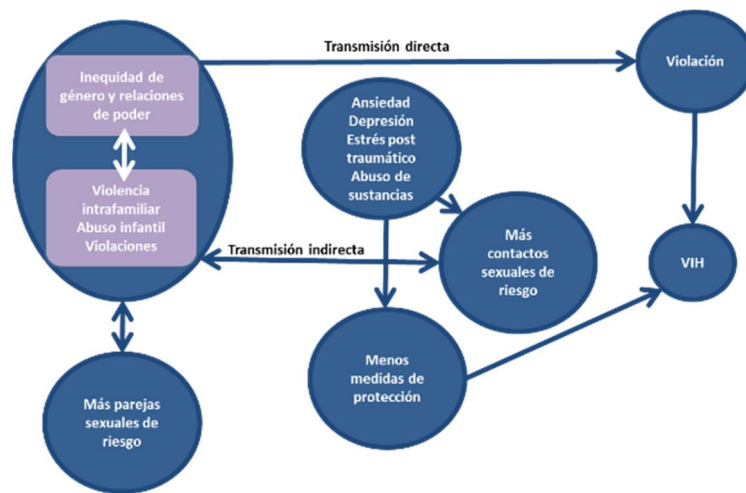 Transmisión directa
Inequidad de
género y relaciones
de poder
Violación
Ansiedad
Depresión
Estrés post
traumático
Abuso de
sustancias
Violencia
intrafamiliar
Abuso infantil
Violaciones
Transmisión indirecta
Más
contactos
sexuales de
riesgo
VIH
Menos
medidas de
protección
Más parejas
sexuales de
riesgo